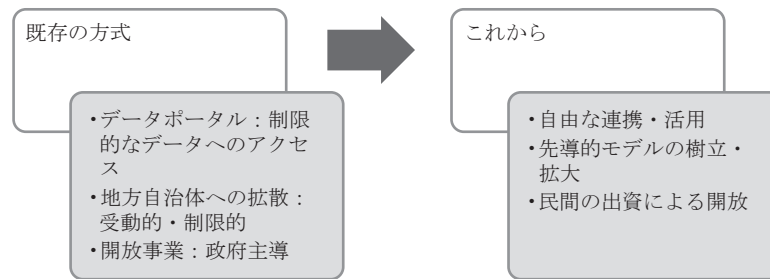 既存の方式
・データポータル：制限
的なデータへのアクセ
ス
・地方自治体への拡散：
受動的・制限的
・開放事業：政府主導
これから
・自由な連携・活用
・先導的モデルの樹立・
拡大
・民間の出資による開放